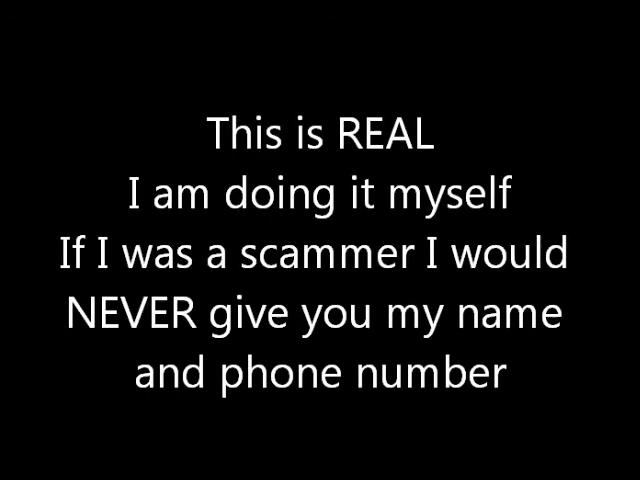 This is REAL
I am doing it myself
If I was a scammer I would
NEVER give you my name
and phone number